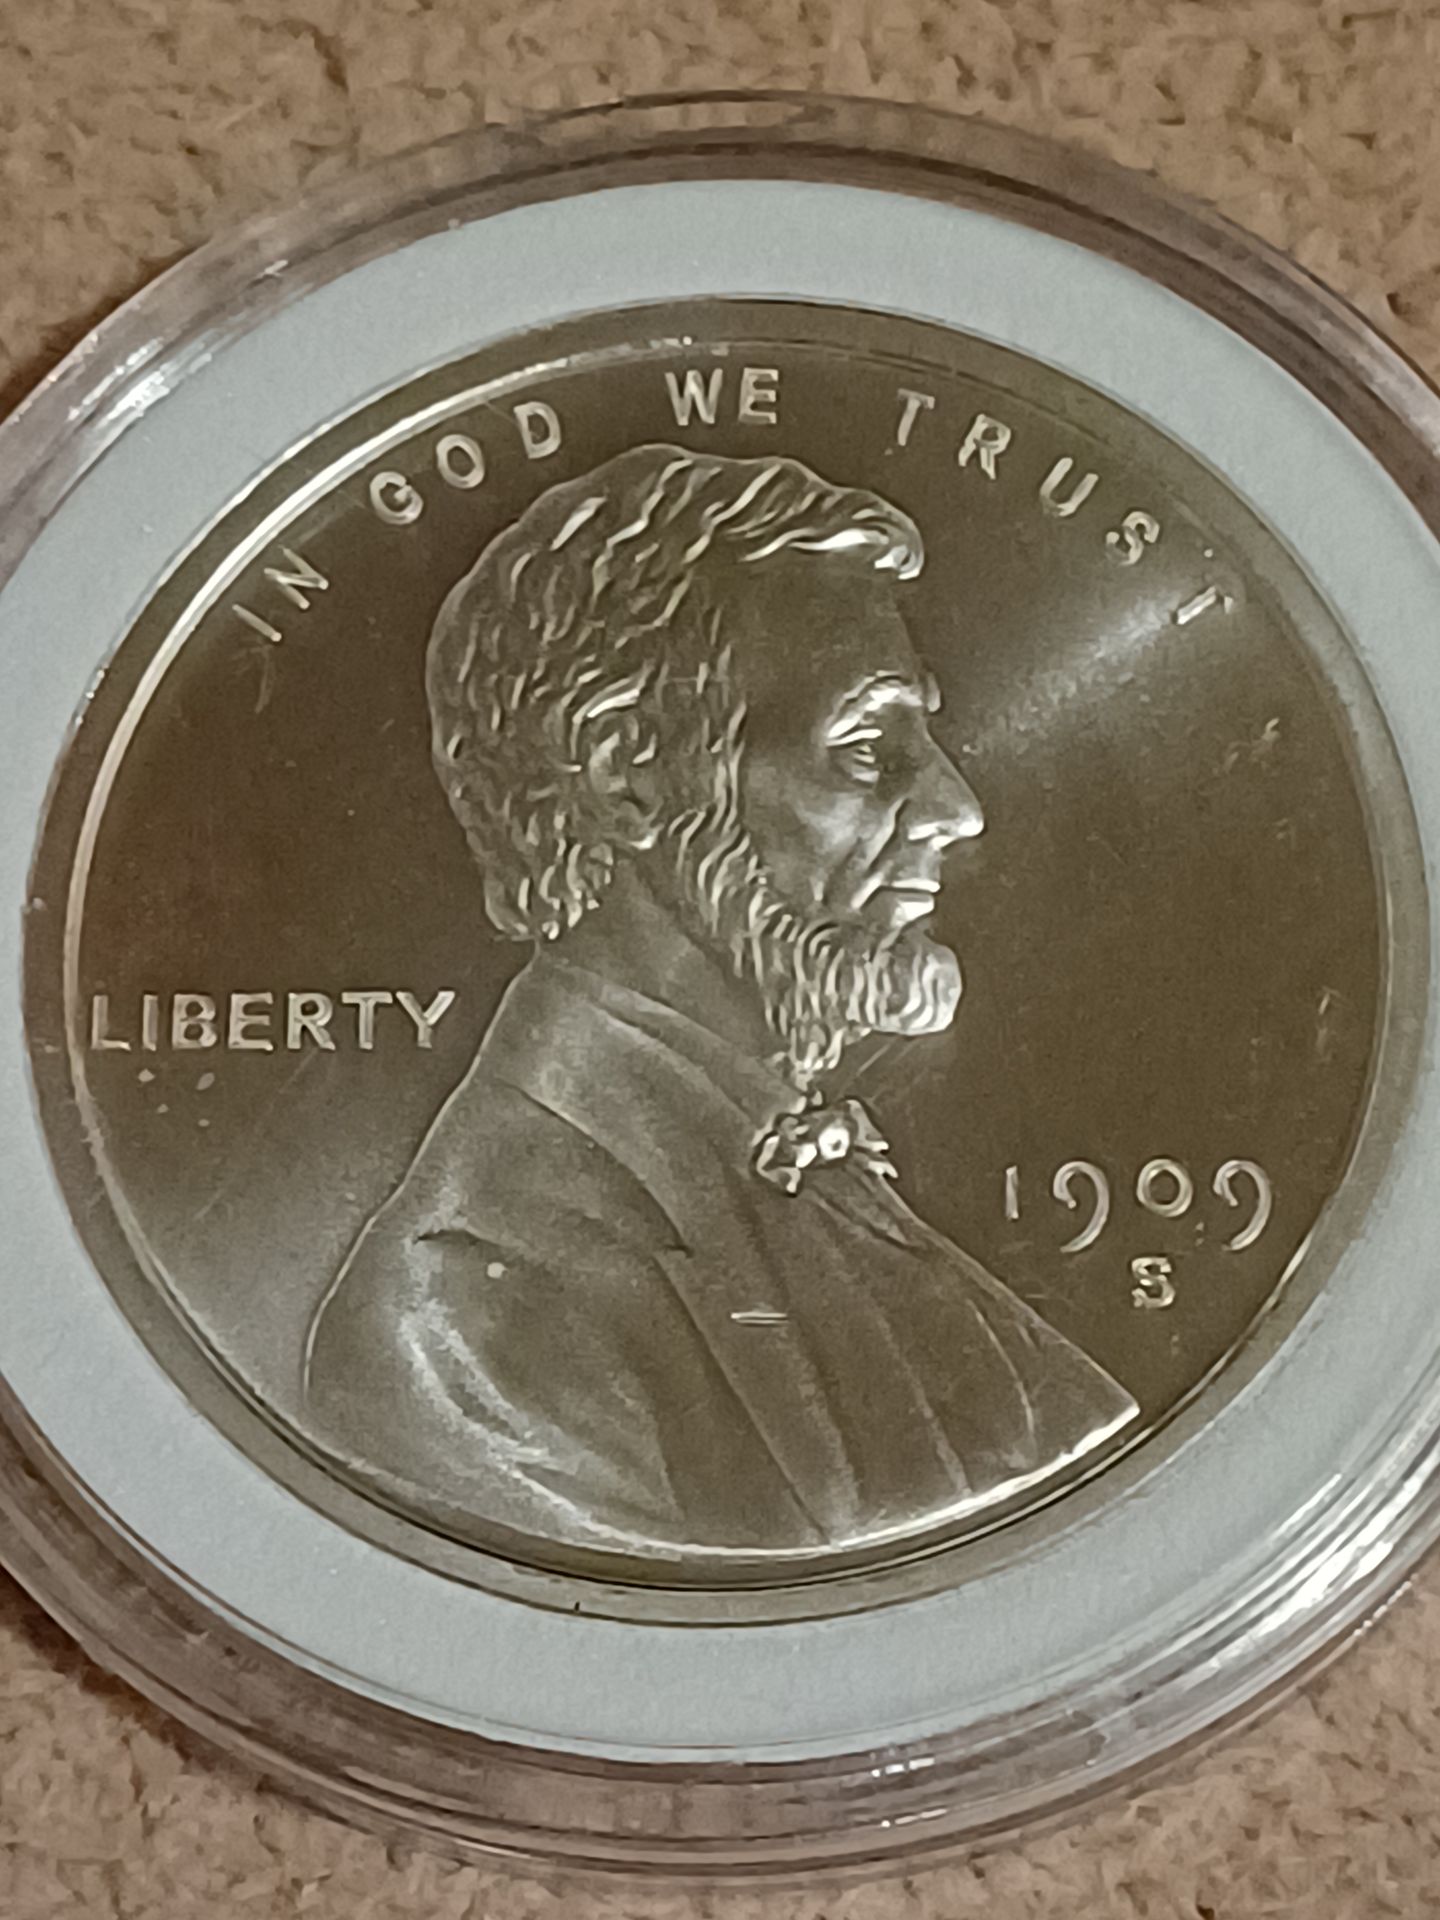 IN GOD WE TRUST
LIBERTY
1909
S